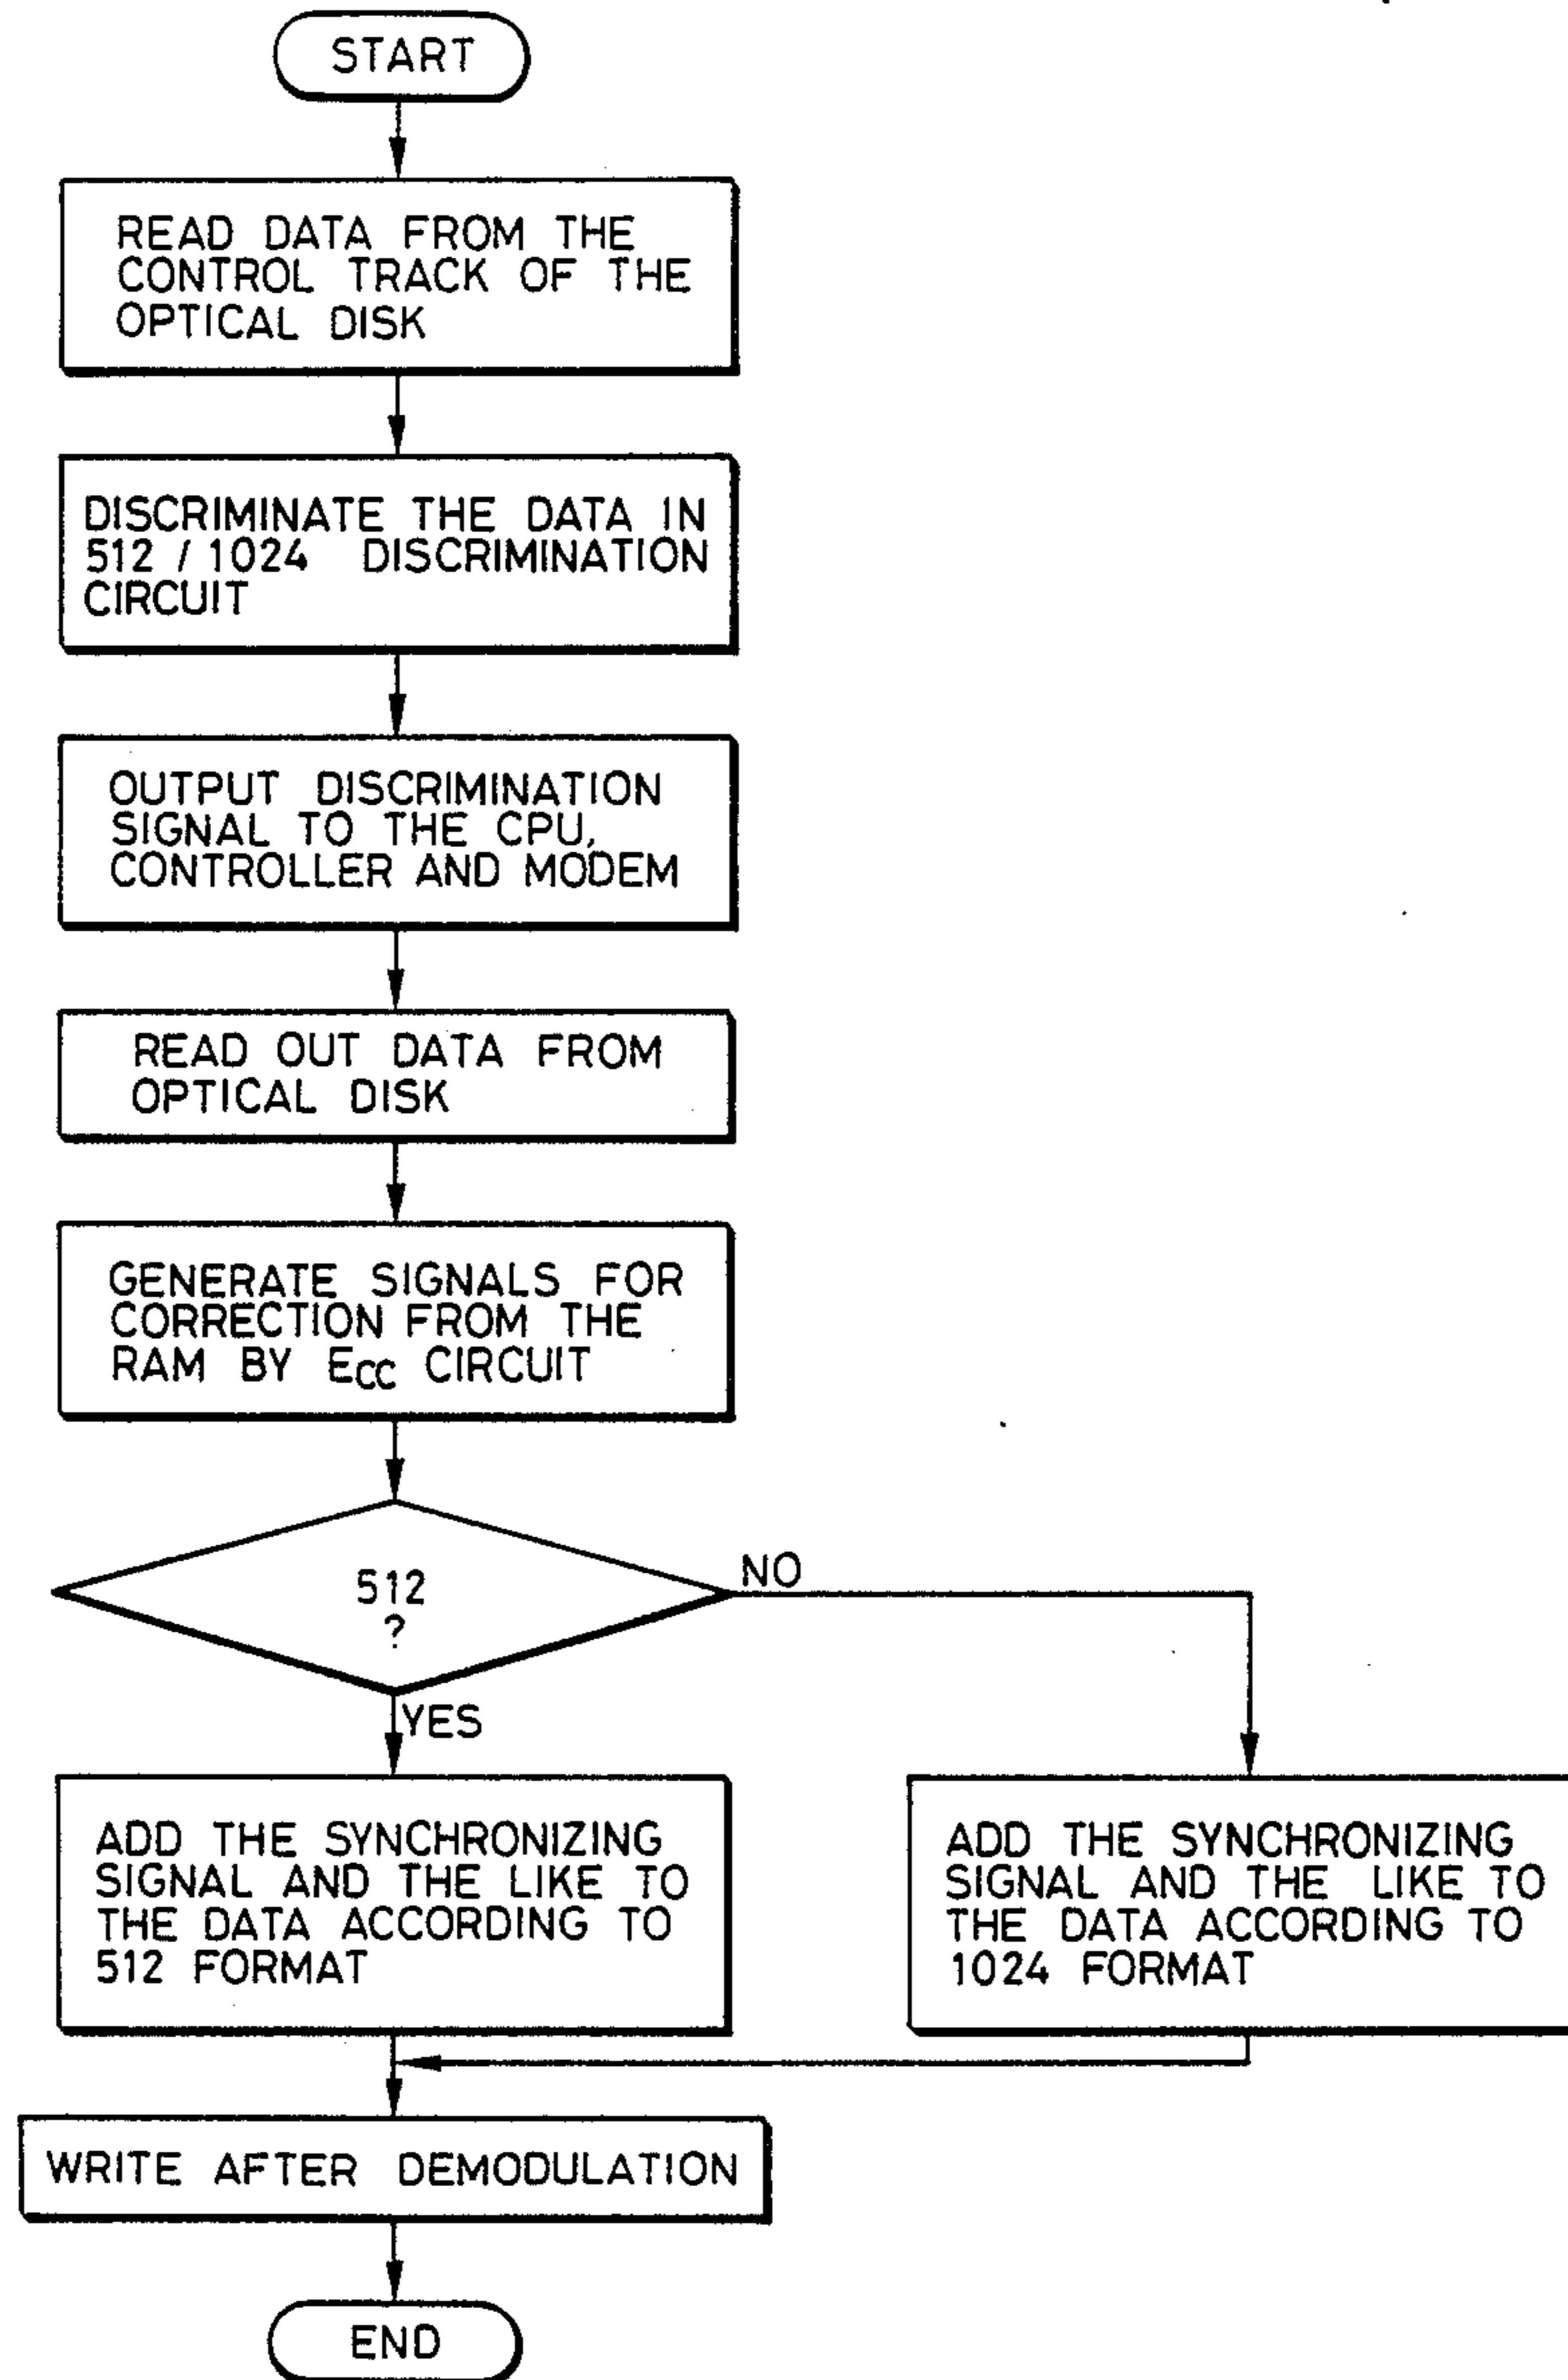 START
READ DATA FROM THE
CONTROL TRACK OF THE
OPTICAL DISK
DISCRIMINATE THE DATA IN
512 / 1024 DISCRIMINATION
CIRCUIT
OUTPUT DISCRIMINATION
SIGNAL TO THE CPU,
CONTROLLER AND MODEM
READ OUT DATA FROM
OPTICAL DISK
GENERATE SIGNALS FOR
CORRECTION FROM THE
RAM BY ECC CIRCUIT
512
?
NO
YES
ADD THE SYNCHRONIZING
SIGNAL AND THE LIKE TO
THE DATA ACCORDING TO
512 FORMAT
ADD THE SYNCHRONIZING
SIGNAL AND THE LIKE TO
THE DATA ACCORDING TO
1024 FORMAT
WRITE AFTER DEMODULATION
END